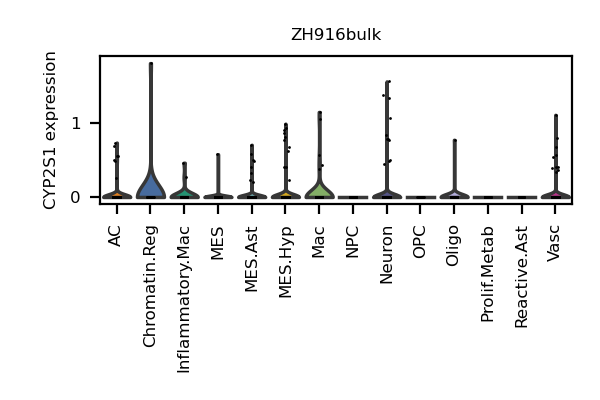 ZH916bulk
CYP2S1 expression
1
0
AC
Chromatin.Reg
Inflammatory.Mac
MES
MES.Ast
MES.Hyp
Mac
NPC
Neuron
OPC
Oligo
Prolif.Metab
Reactive.Ast
Vasc